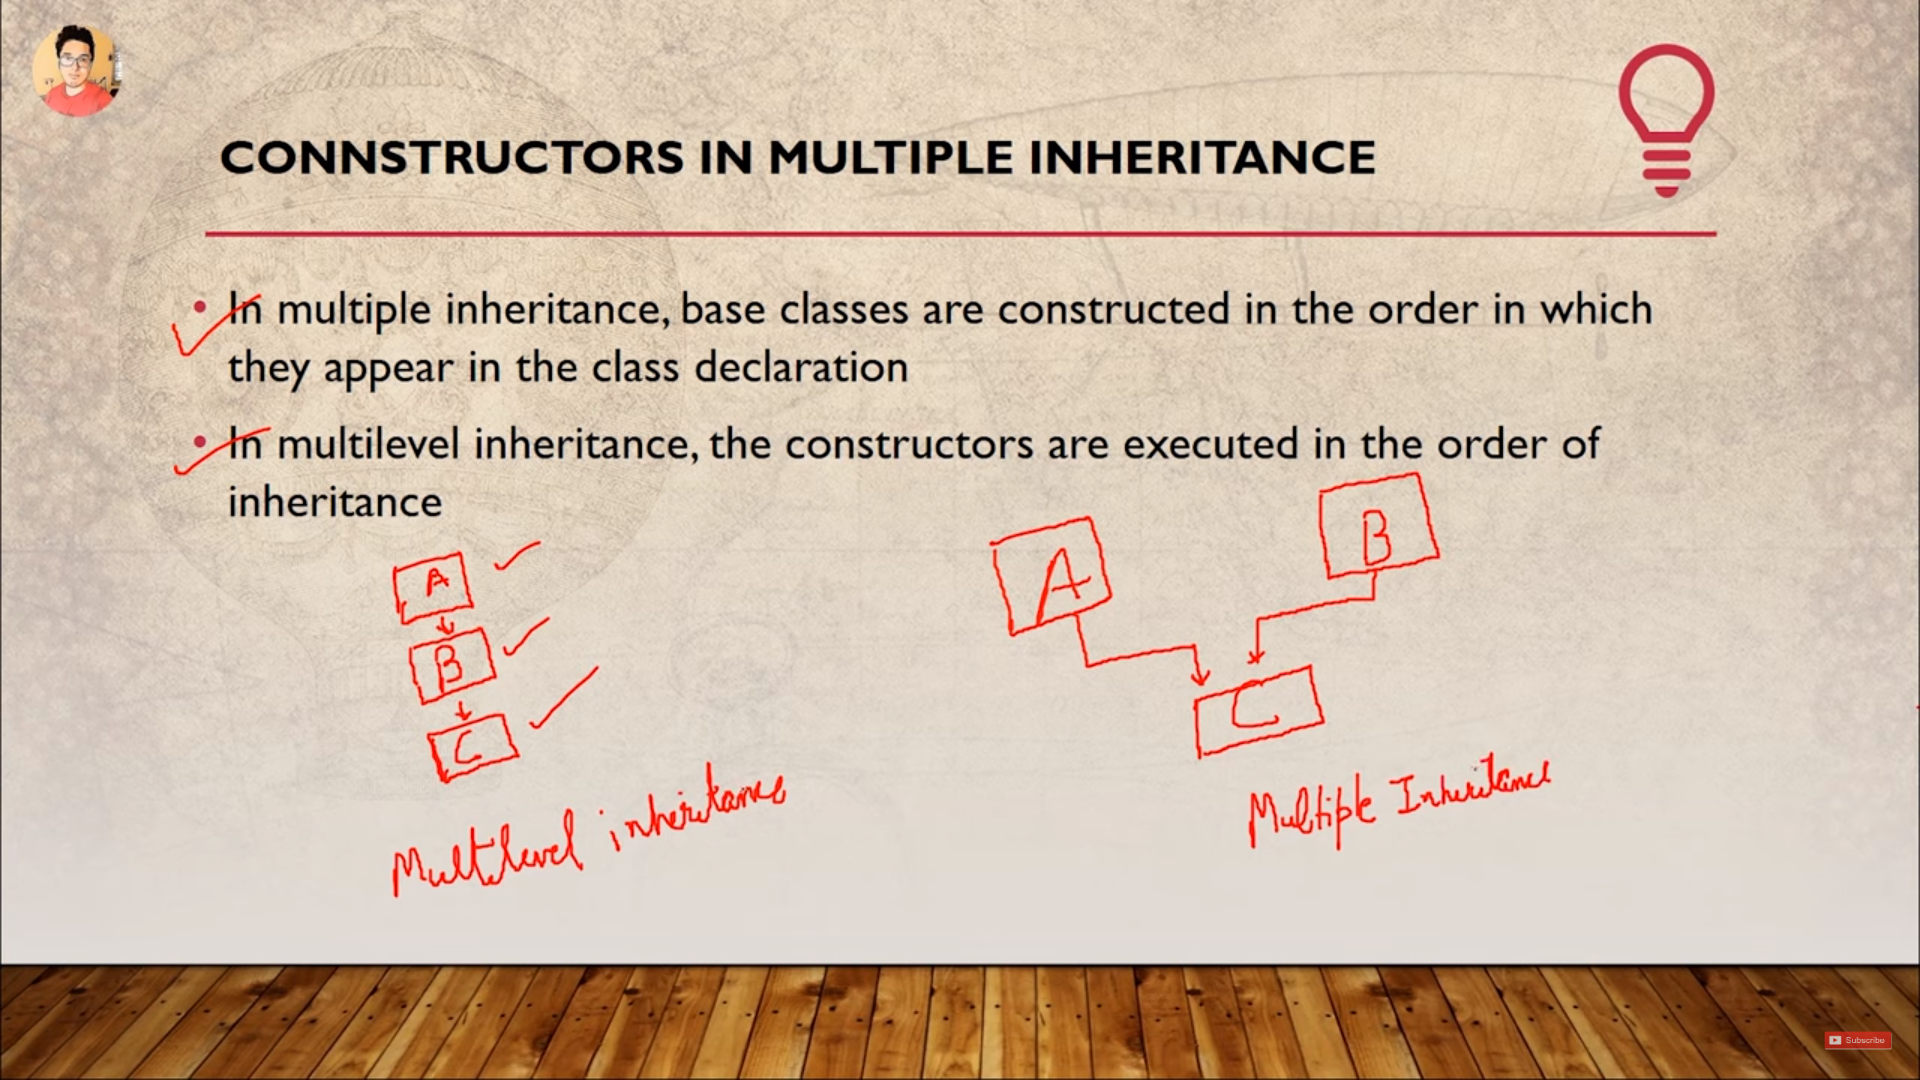 CONNSTRUCTORS IN MULTIPLE INHERITANCE
• In multiple inheritance, base classes are constructed in the order in which
they appear in the class declaration
• In multilevel inheritance, the constructors are executed in the order of
inheritance
A
B
C
Multilevel inheritance
A
B
C
Multiple Inheritance
Subscribe